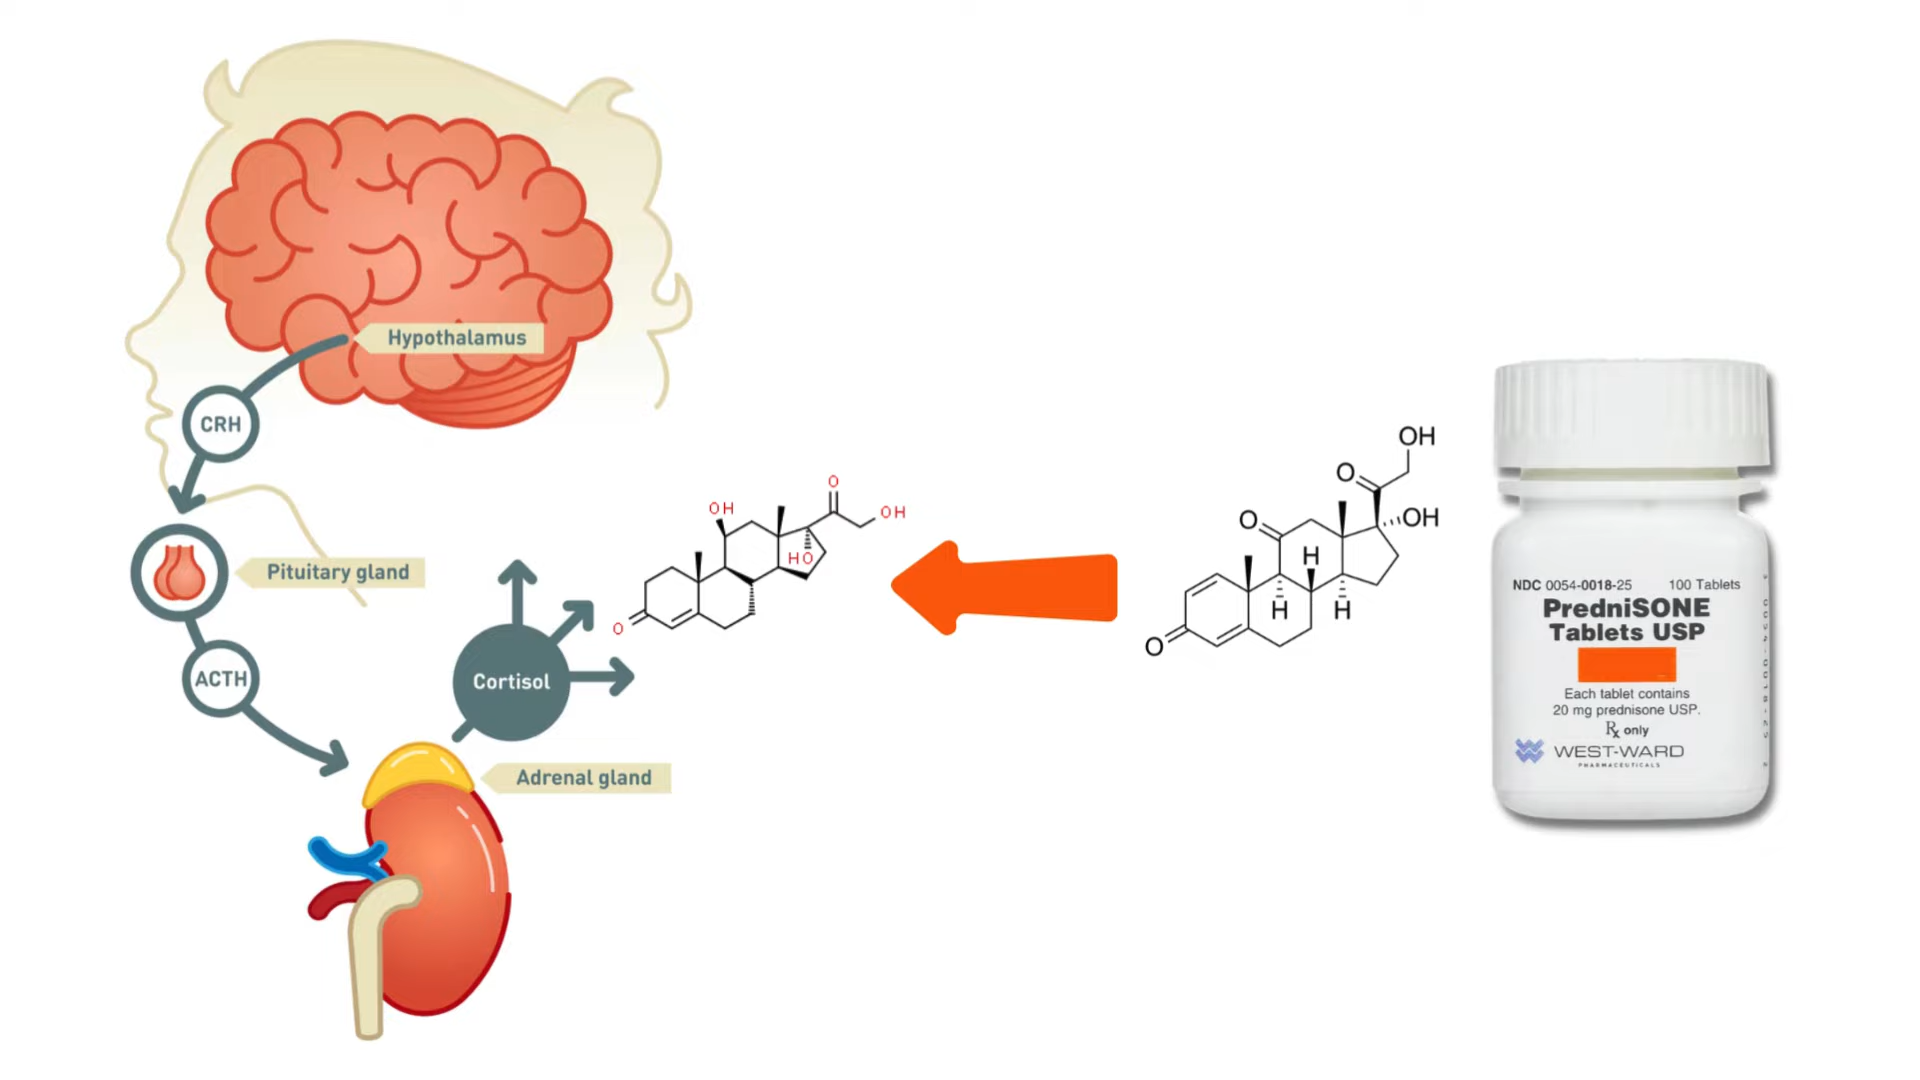 Hypothalamus
CRH
Pituitary gland
ACTH
Cortisol
Adrenal gland
O
OH
OH
HO
O
OH
O
OH
O
H
H
H
O
NDC 0054-0018-25 100 Tablets
PredniSONE
Tablets USP
Each tablet contains
20 mg prednisone USP.
Rx only
WEST-WARD
PHARMACEUTICALS